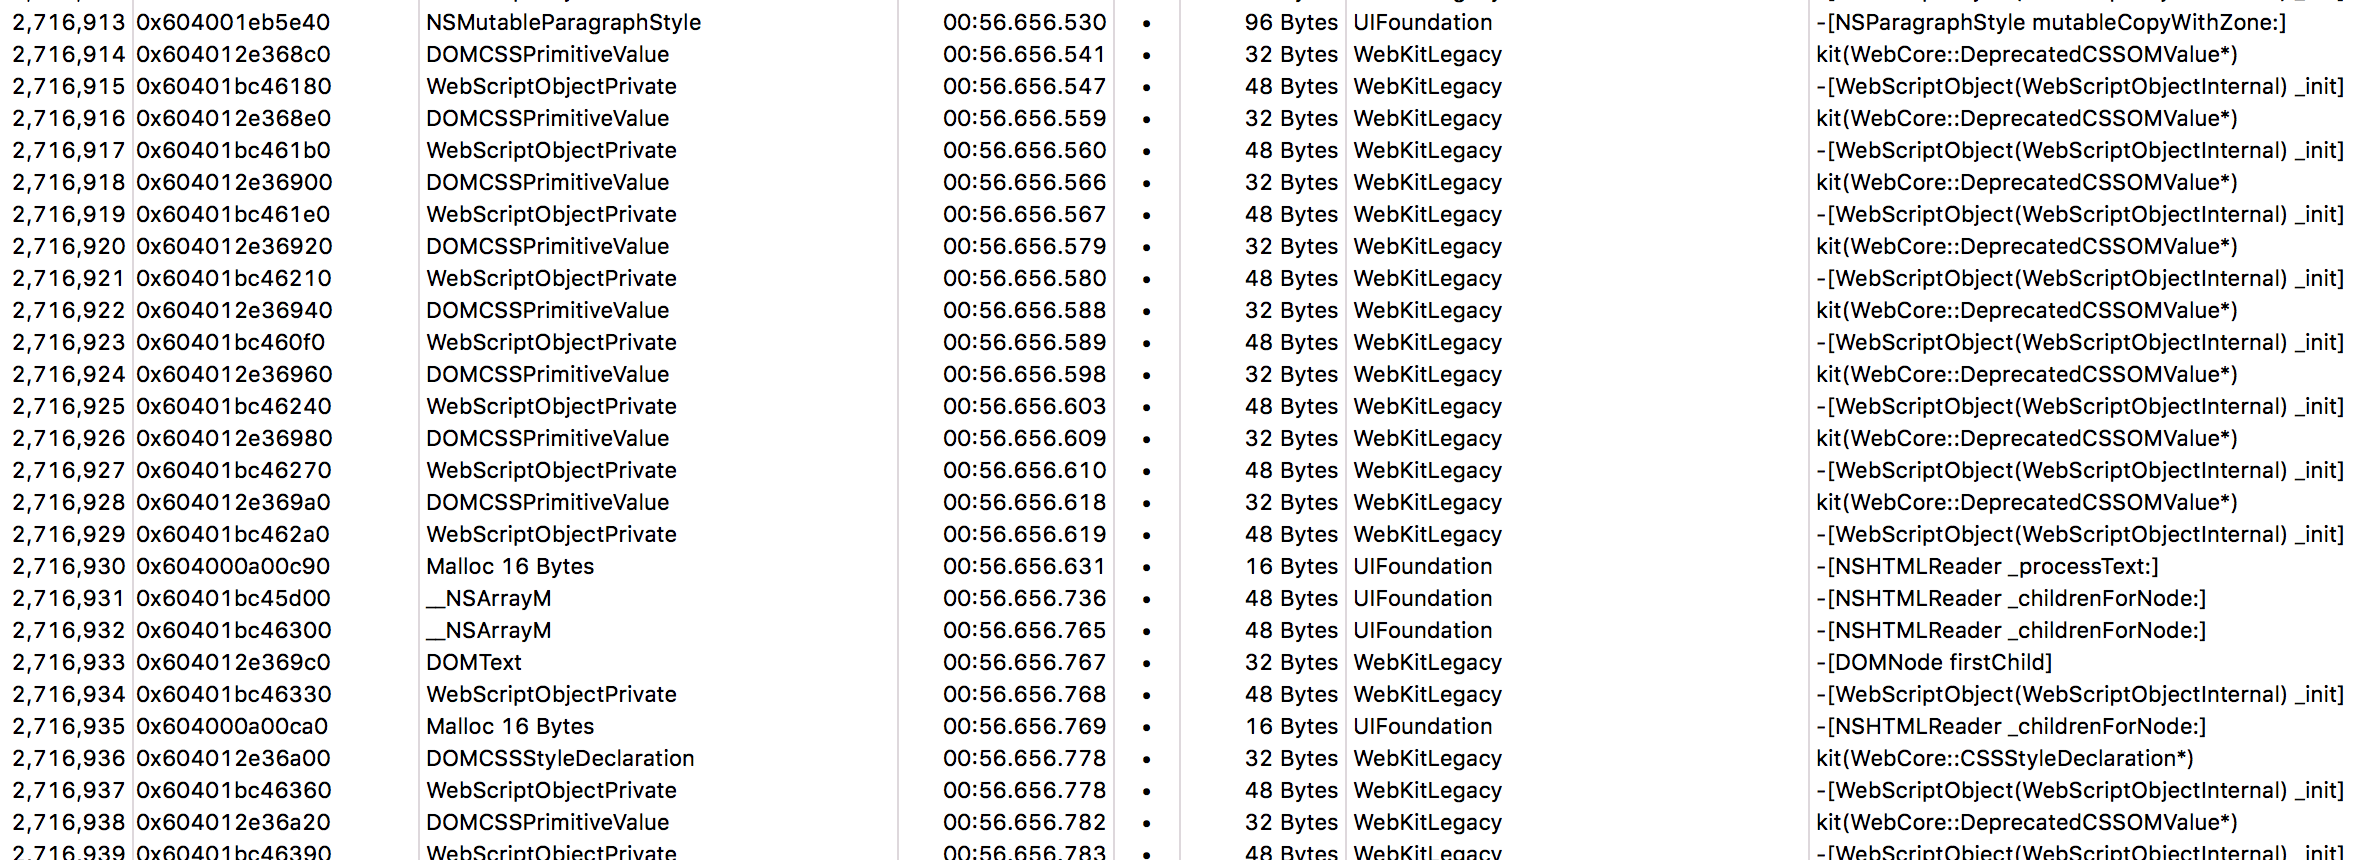 2,716,913 0x604001eb5e40 NSMutableParagraphStyle 00:56.656.530 • 96 Bytes UIFoundation -[NSParagraphStyle mutableCopyWithZone:]
2,716,914 0x604012e368c0 DOMCSSPrimitiveValue 00:56.656.541 • 32 Bytes WebKitLegacy kit(WebCore::DeprecatedCSSOMValue*)
2,716,915 0x60401bc46180 WebScriptObjectPrivate 00:56.656.547 • 48 Bytes WebKitLegacy -[WebScriptObject(WebScriptObjectInternal) _init]
2,716,916 0x604012e368e0 DOMCSSPrimitiveValue 00:56.656.559 • 32 Bytes WebKitLegacy kit(WebCore::DeprecatedCSSOMValue*)
2,716,917 0x60401bc461b0 WebScriptObjectPrivate 00:56.656.560 • 48 Bytes WebKitLegacy -[WebScriptObject(WebScriptObjectInternal) _init]
2,716,918 0x604012e36900 DOMCSSPrimitiveValue 00:56.656.566 • 32 Bytes WebKitLegacy kit(WebCore::DeprecatedCSSOMValue*)
2,716,919 0x60401bc461e0 WebScriptObjectPrivate 00:56.656.567 • 48 Bytes WebKitLegacy -[WebScriptObject(WebScriptObjectInternal) _init]
2,716,920 0x604012e36920 DOMCSSPrimitiveValue 00:56.656.579 • 32 Bytes WebKitLegacy kit(WebCore::DeprecatedCSSOMValue*)
2,716,921 0x60401bc46210 WebScriptObjectPrivate 00:56.656.580 • 48 Bytes WebKitLegacy -[WebScriptObject(WebScriptObjectInternal) _init]
2,716,922 0x604012e36940 DOMCSSPrimitiveValue 00:56.656.588 • 32 Bytes WebKitLegacy kit(WebCore::DeprecatedCSSOMValue*)
2,716,923 0x60401bc460f0 WebScriptObjectPrivate 00:56.656.589 • 48 Bytes WebKitLegacy -[WebScriptObject(WebScriptObjectInternal) _init]
2,716,924 0x604012e36960 DOMCSSPrimitiveValue 00:56.656.598 • 32 Bytes WebKitLegacy kit(WebCore::DeprecatedCSSOMValue*)
2,716,925 0x60401bc46240 WebScriptObjectPrivate 00:56.656.603 • 48 Bytes WebKitLegacy -[WebScriptObject(WebScriptObjectInternal) _init]
2,716,926 0x604012e36980 DOMCSSPrimitiveValue 00:56.656.609 • 32 Bytes WebKitLegacy kit(WebCore::DeprecatedCSSOMValue*)
2,716,927 0x60401bc46270 WebScriptObjectPrivate 00:56.656.610 • 48 Bytes WebKitLegacy -[WebScriptObject(WebScriptObjectInternal) _init]
2,716,928 0x604012e369a0 DOMCSSPrimitiveValue 00:56.656.618 • 32 Bytes WebKitLegacy kit(WebCore::DeprecatedCSSOMValue*)
2,716,929 0x60401bc462a0 WebScriptObjectPrivate 00:56.656.619 • 48 Bytes WebKitLegacy -[WebScriptObject(WebScriptObjectInternal) _init]
2,716,930 0x604000a00c90 Malloc 16 Bytes 00:56.656.631 • 16 Bytes UIFoundation -[NSHTMLReader _processText:]
2,716,931 0x60401bc45d00 __NSArrayM 00:56.656.736 • 48 Bytes UIFoundation -[NSHTMLReader _childrenForNode:]
2,716,932 0x60401bc46300 __NSArrayM 00:56.656.765 • 48 Bytes UIFoundation -[NSHTMLReader _childrenForNode:]
2,716,933 0x604012e369c0 DOMText 00:56.656.767 • 32 Bytes WebKitLegacy -[DOMNode firstChild]
2,716,934 0x60401bc46330 WebScriptObjectPrivate 00:56.656.768 • 48 Bytes WebKitLegacy -[WebScriptObject(WebScriptObjectInternal) _init]
2,716,935 0x604000a00ca0 Malloc 16 Bytes 00:56.656.769 • 16 Bytes UIFoundation -[NSHTMLReader _childrenForNode:]
2,716,936 0x604012e36a00 DOMCSSStyleDeclaration 00:56.656.778 • 32 Bytes WebKitLegacy kit(WebCore::CSSStyleDeclaration*)
2,716,937 0x60401bc46360 WebScriptObjectPrivate 00:56.656.778 • 48 Bytes WebKitLegacy -[WebScriptObject(WebScriptObjectInternal) _init]
2,716,938 0x604012e36a20 DOMCSSPrimitiveValue 00:56.656.782 • 32 Bytes WebKitLegacy kit(WebCore::DeprecatedCSSOMValue*)
2,716,939 0x60401bc46390 WebScriptObjectPrivate 00:56.656.783 • 48 Bytes WebKitLegacy -[WebScriptObject(WebScriptObjectInternal) _init]